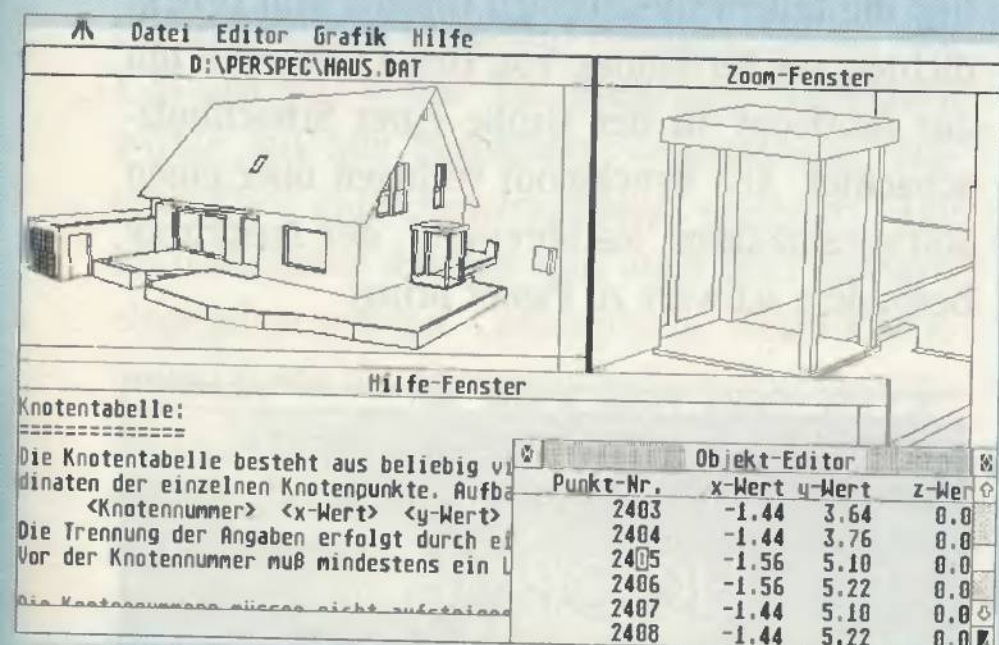 Datei Editor Grafik Hilfe
D:\PERSPEC\HAUS.DAT
Zoom-Fenster
Hilfe-Fenster
Knotentabelle:
==============
Die Knotentabelle besteht aus beliebig vi
dinaten der einzelnen Knotenpunkte. Aufba
<Knotennummer> <x-Wert> <y-Wert>
Die Trennung der Angaben erfolgt durch ei
Vor der Knotennummer muß mindestens ein L
müssen nicht
Objekt-Editor
Punkt-Nr. x-Wert y-Wert z-Wer
2403 -1.44 3.64 0.0
2404 -1.44 3.76 0.0
2405 -1.56 5.10 0.0
2406 -1.56 5.22 0.0
2407 -1.44 5.10 0.0
2408 -1.44 5.22 0.0